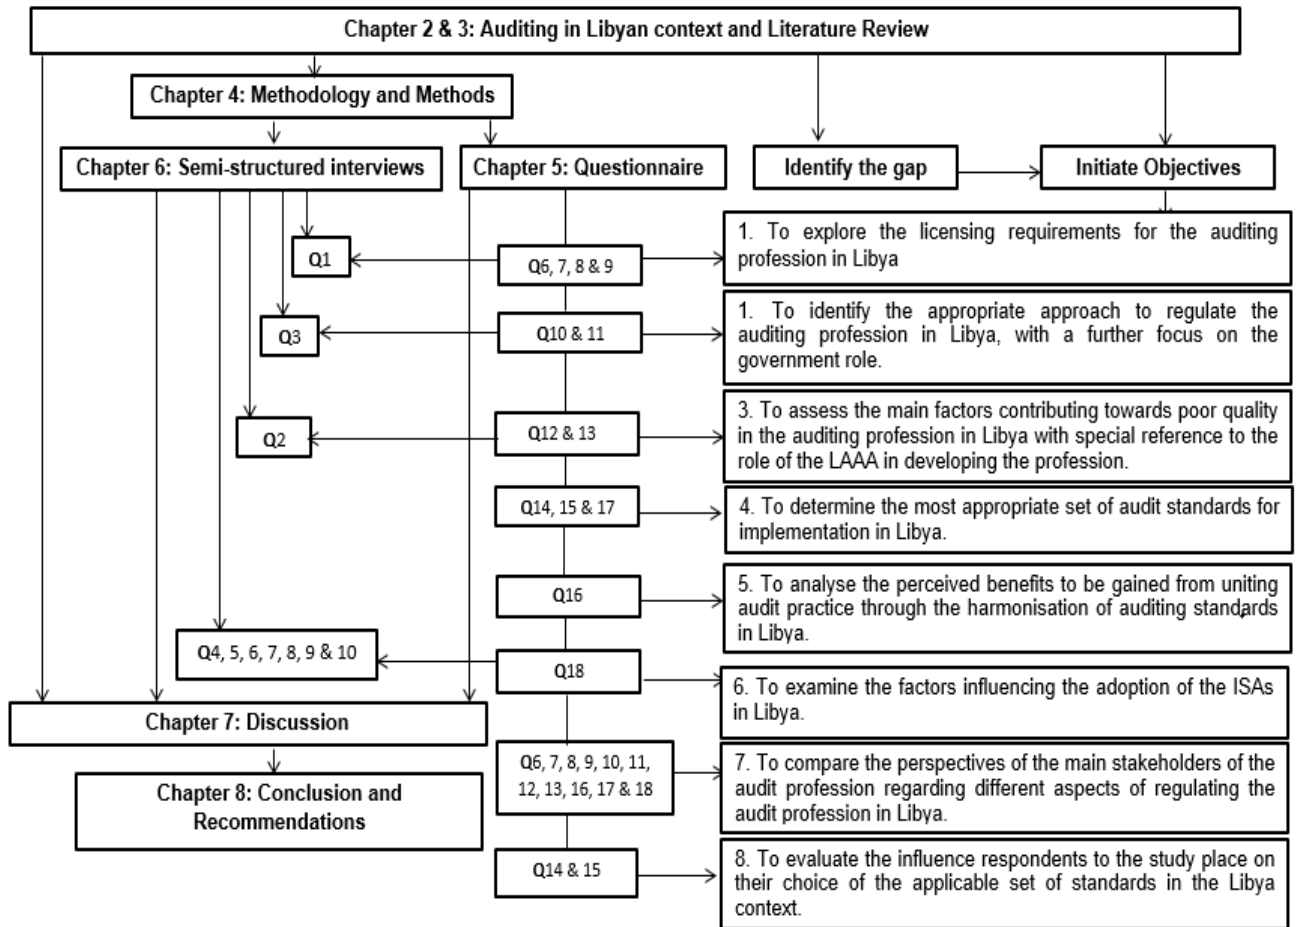 Chapter 2 & 3: Auditing in Libyan context and Literature Review
Chapter 4: Methodology and Methods
Chapter 6: Semi-structured interviews
Chapter 5: Questionnaire
Identify the gap
Initiate Objectives
Q1
Q6, 7, 8 & 9
1. To explore the licensing requirements for the auditing
profession in Libya
Q3
Q10 & 11
1. To identify the appropriate approach to regulate the
auditing profession in Libya, with a further focus on the
government role.
Q2
Q12 & 13
3. To assess the main factors contributing towards poor quality
in the auditing profession in Libya with special reference to the
role of the LAAA in developing the profession.
Q14, 15 & 17
4. To determine the most appropriate set of audit standards for
implementation in Libya.
Q16
5. To analyse the perceived benefits to be gained from uniting
audit practice through the harmonisation of auditing standards
in Libya.
Q4, 5, 6, 7, 8, 9 & 10
Q18
6. To examine the factors influencing the adoption of the ISAs
in Libya.
Chapter 7: Discussion
Q6, 7, 8, 9, 10, 11,
12, 13, 16, 17 & 18
7. To compare the perspectives of the main stakeholders of the
audit profession regarding different aspects of regulating the
audit profession in Libya.
Chapter 8: Conclusion and
Recommendations
Q14 & 15
8. To evaluate the influence respondents to the study place on
their choice of the applicable set of standards in the Libya
context.